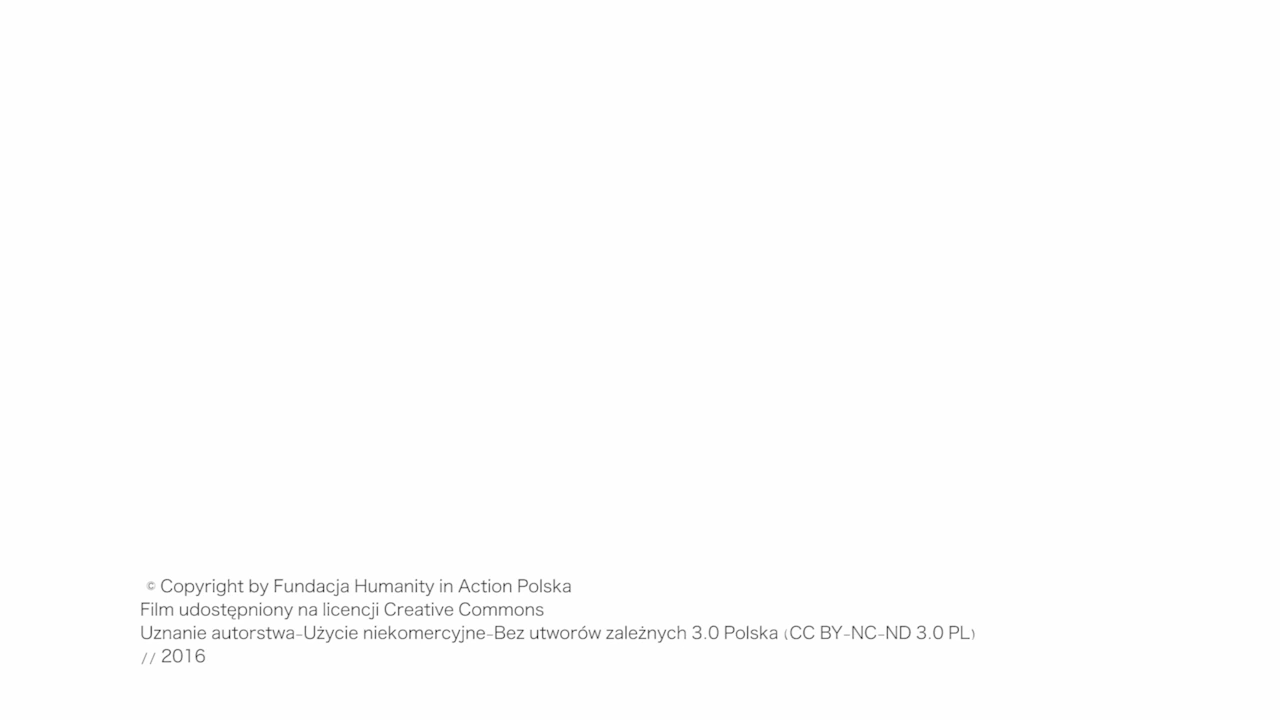 © Copyright by Fundacja Humanity in Action Polska
Film udostępniony na licencji Creative Commons
Uznanie autorstwa-Użycie niekomercyjne-Bez utworów zależnych 3.0 Polska (CC BY-NC-ND 3.0 PL)
// 2016